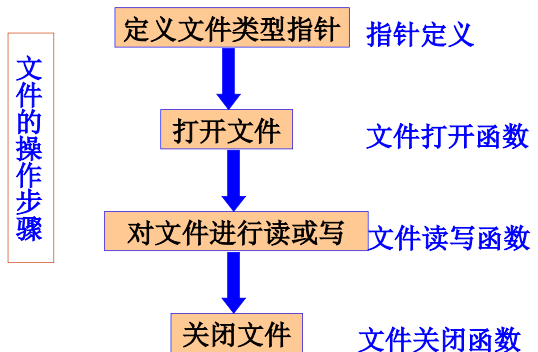 文件的操作步骤
定义文件类型指针 指针定义
打开文件 文件打开函数
对文件进行读或写 文件读写函数
关闭文件 文件关闭函数